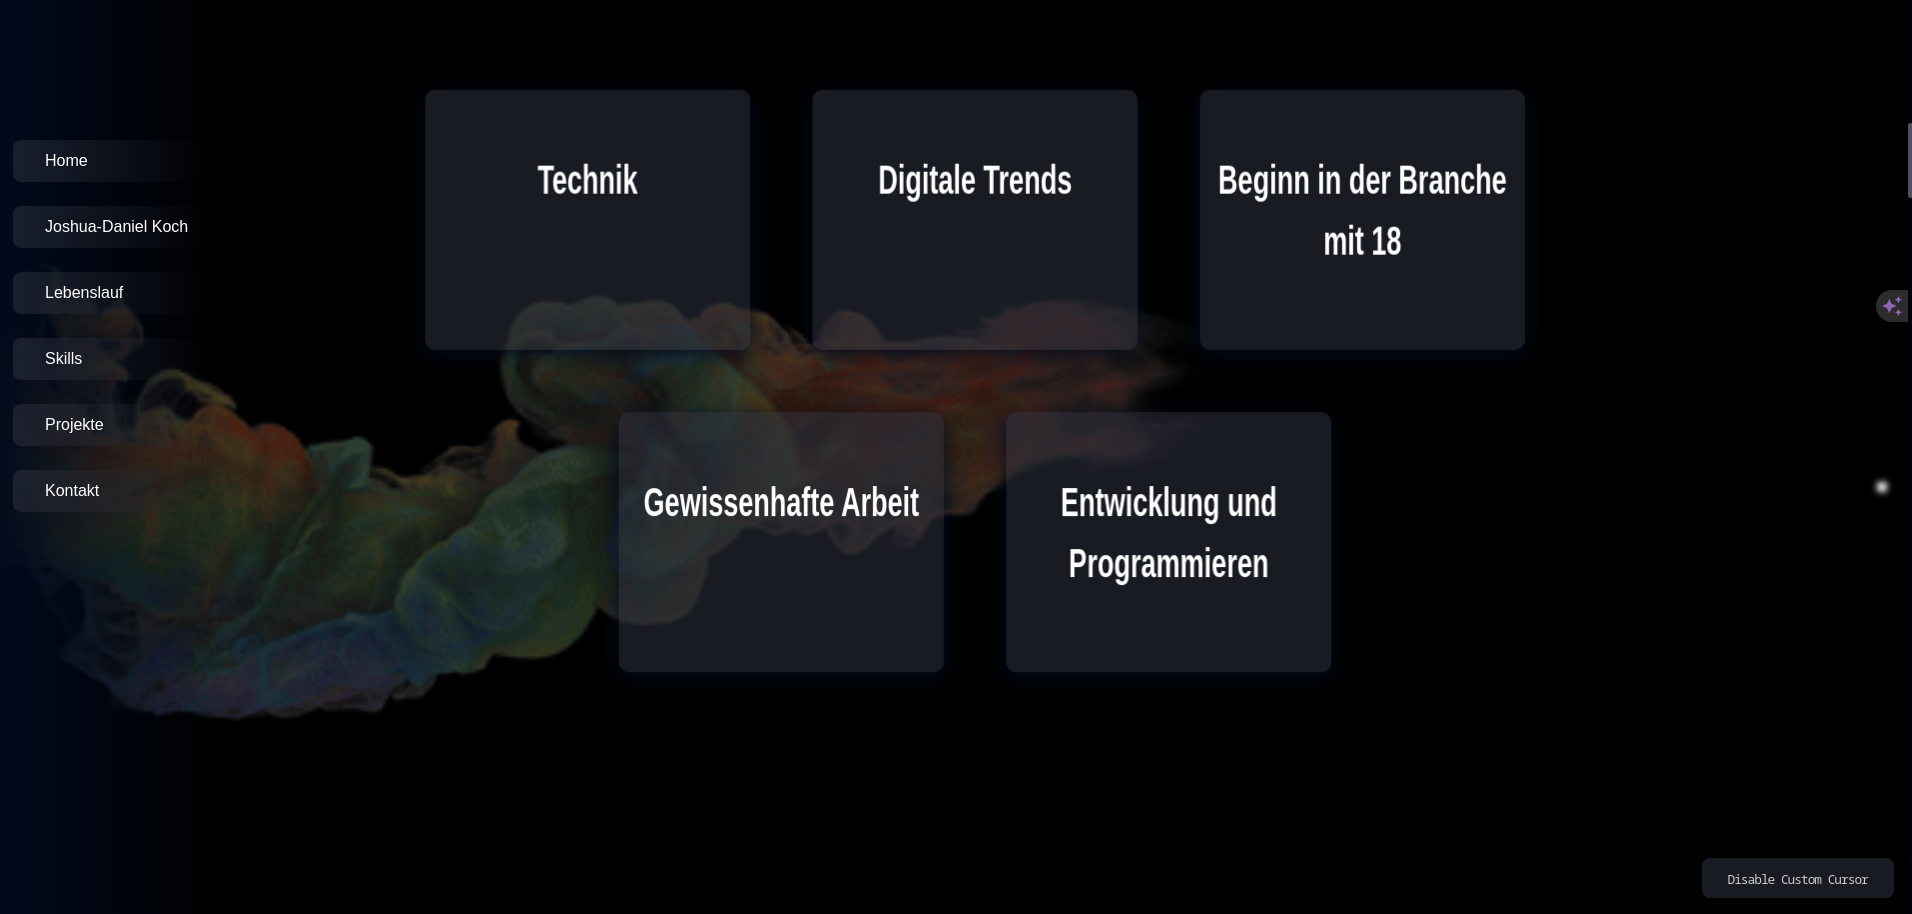 Home
Joshua-Daniel Koch
Lebenslauf
Skills
Projekte
Kontakt
Technik
Digitale Trends
Beginn in der Branche
mit 18
Gewissenhafte Arbeit
Entwicklung und
Programmieren
Disable Custom Cursor